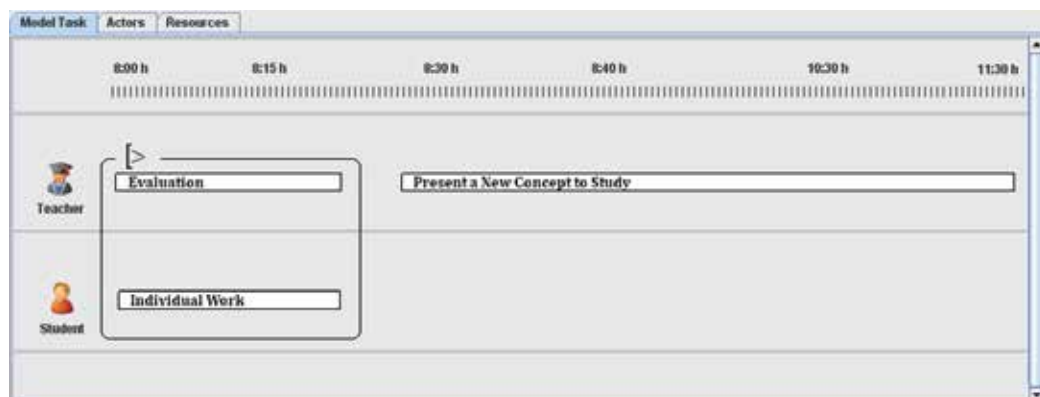 Model Task Actors Resources
8:00 h 8:15 h 8:30 h 8:40 h 10:30 h 11:30 h
[>
Evaluation Present a New Concept to Study
Teacher
Individual Work
Student